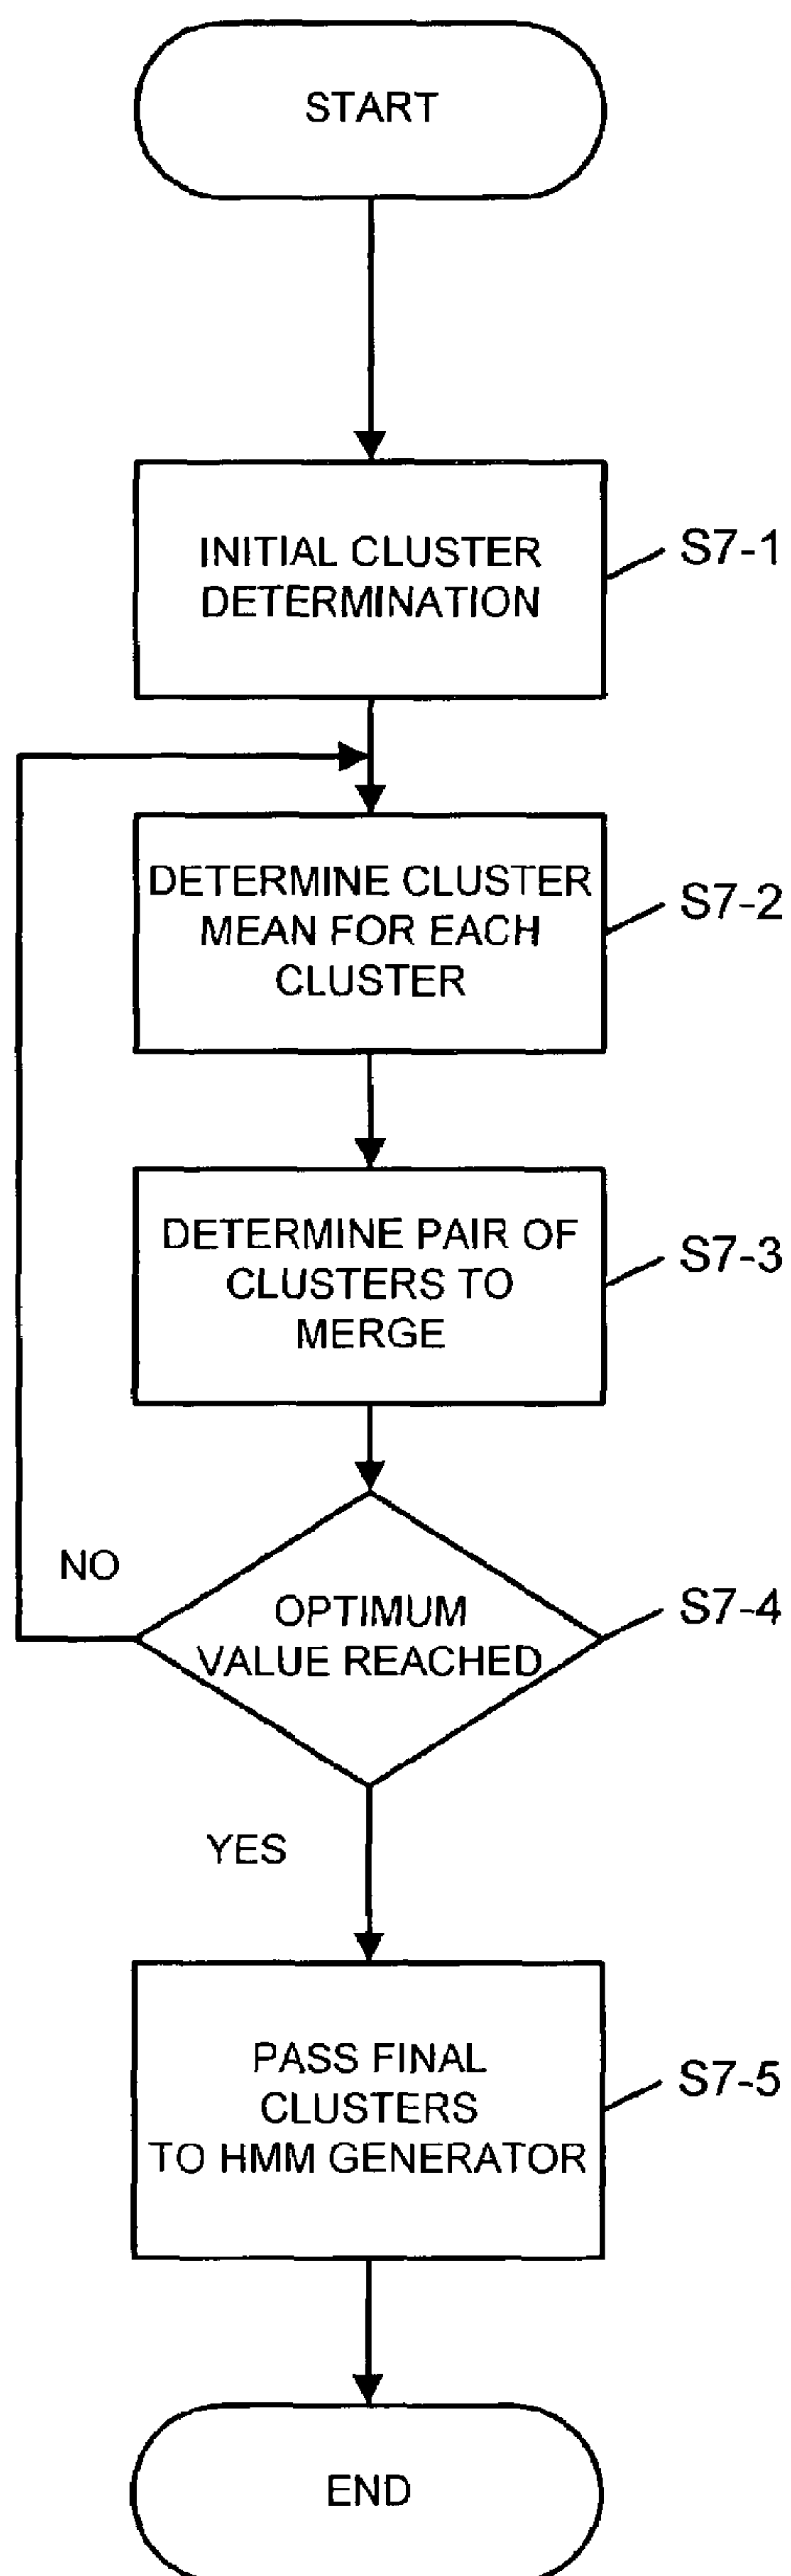 START
INITIAL CLUSTER
DETERMINATION
S7-1
DETERMINE CLUSTER
MEAN FOR EACH
CLUSTER
S7-2
DETERMINE PAIR OF
CLUSTERS TO
MERGE
S7-3
NO
OPTIMUM
VALUE REACHED
S7-4
YES
PASS FINAL
CLUSTERS
TO HMM GENERATOR
S7-5
END